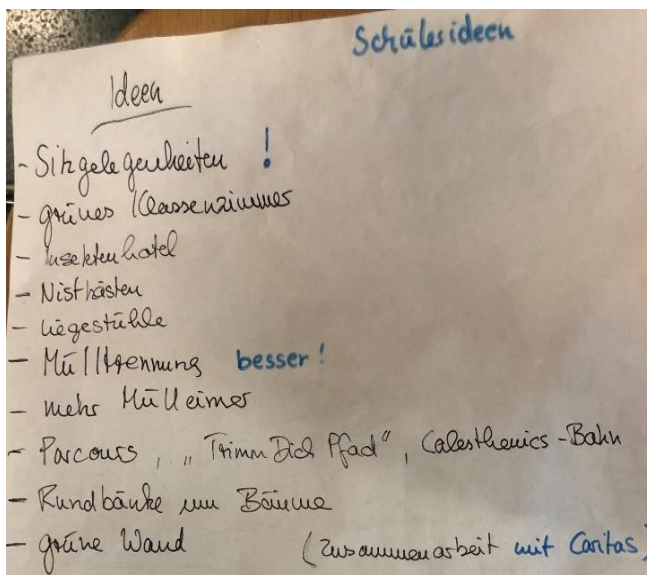 Schülerideen
Ideen
- Sitzgelegenheiten !
- grünes Klassenzimmer
- Insektenhotel
- Nistkästen
- Liegestühle
- Mülltrennung besser!
- mehr Mülleimer
- Parcours, „Trimm Dich Pfad", Calesthenics-Bahn
- Rundbänke um Bäume
- grüne Wand (Zusammenarbeit mit Caritas)